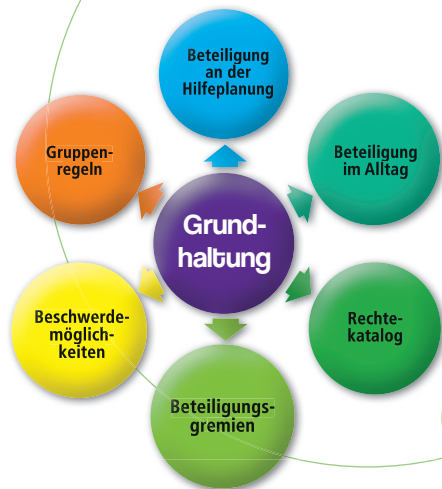 Beteiligung
an der
Hilfeplanung
Gruppen-
regeln
Beteiligung
im Alltag
Grund-
haltung
Beschwerde-
möglich-
keiten
Rechte-
katalog
Beteiligungs-
gremien